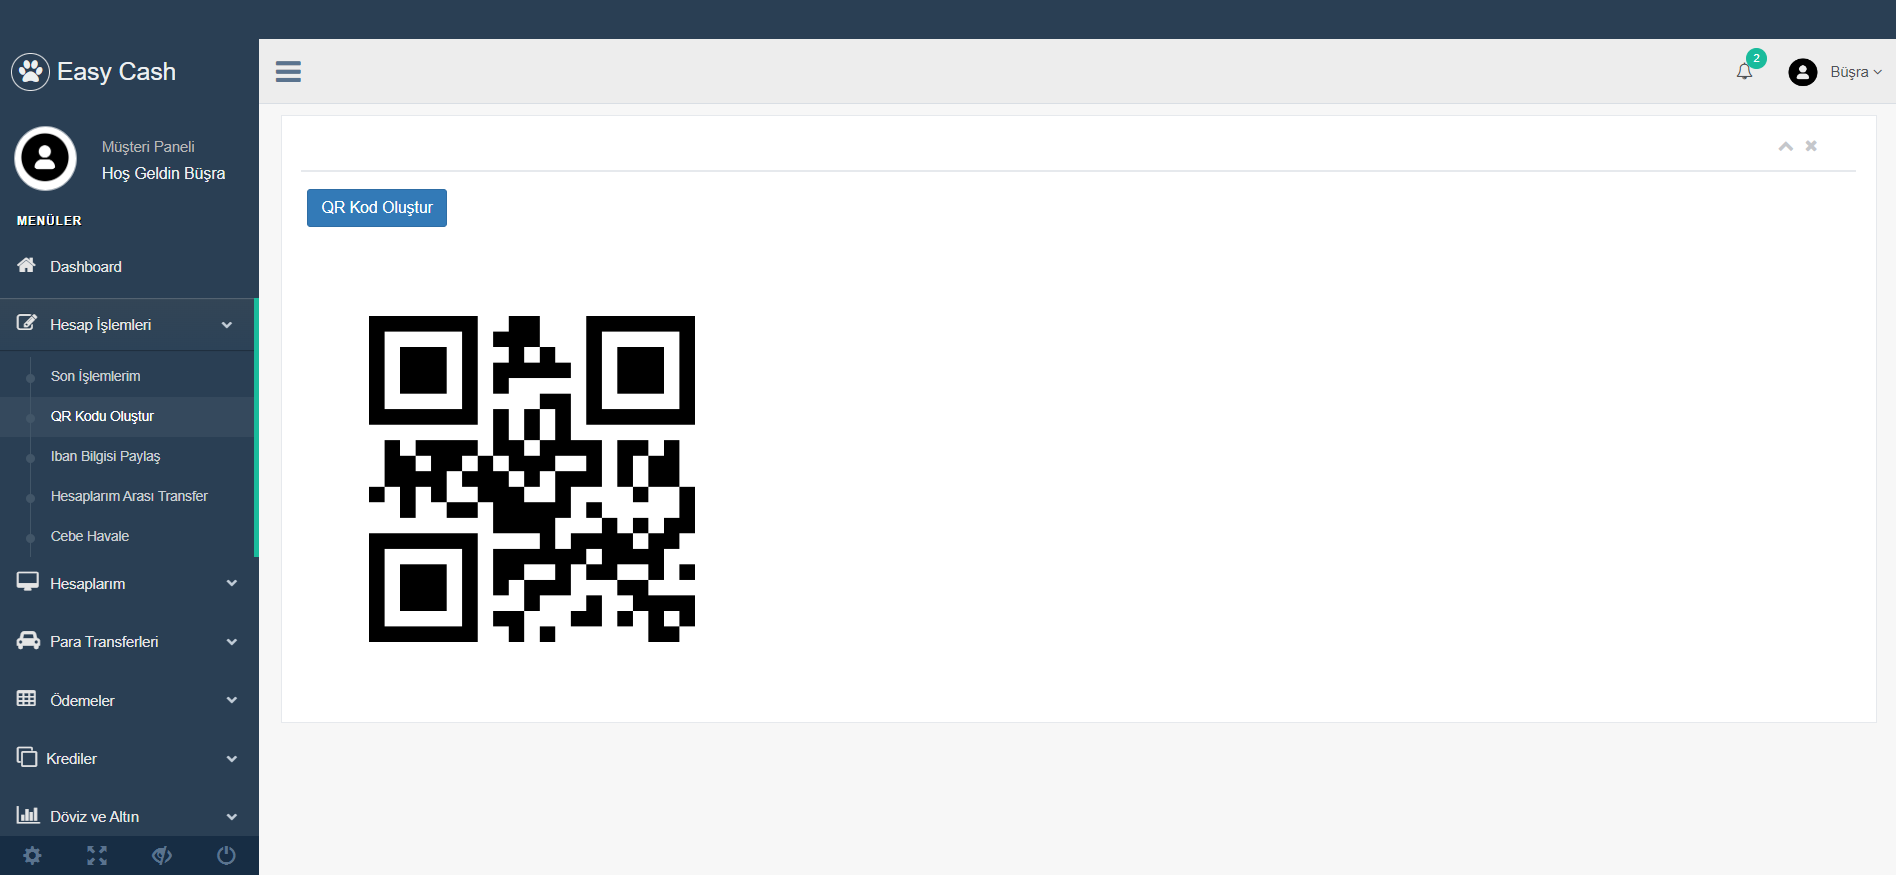 Easy Cash
2
Büşra
Müşteri Paneli
Hoş Geldin Büşra
MENÜLER
Dashboard
Hesap İşlemleri
Son İşlemlerim
QR Kodu Oluştur
Iban Bilgisi Paylaş
Hesaplarım Arası Transfer
Cebe Havale
Hesaplarım
Para Transferleri
Ödemeler
Krediler
Döviz ve Altın
QR Kod Oluştur